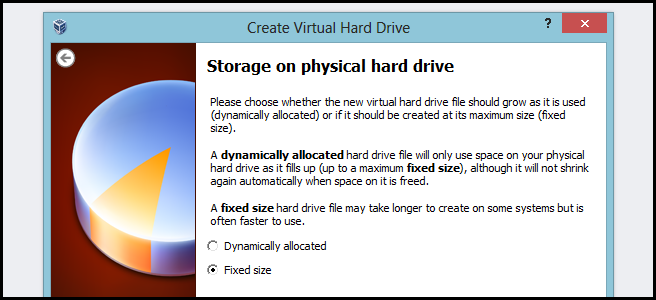 Create Virtual Hard Drive
?
Storage on physical hard drive
Please choose whether the new virtual hard drive file should grow as it is used
(dynamically allocated) or if it should be created at its maximum size (fixed
size).
A dynamically allocated hard drive file will only use space on your physical
hard drive as it fills up (up to a maximum fixed size), although it will not shrink
again automatically when space on it is freed.
A fixed size hard drive file may take longer to create on some systems but is
often faster to use.
Dynamically allocated
Fixed size